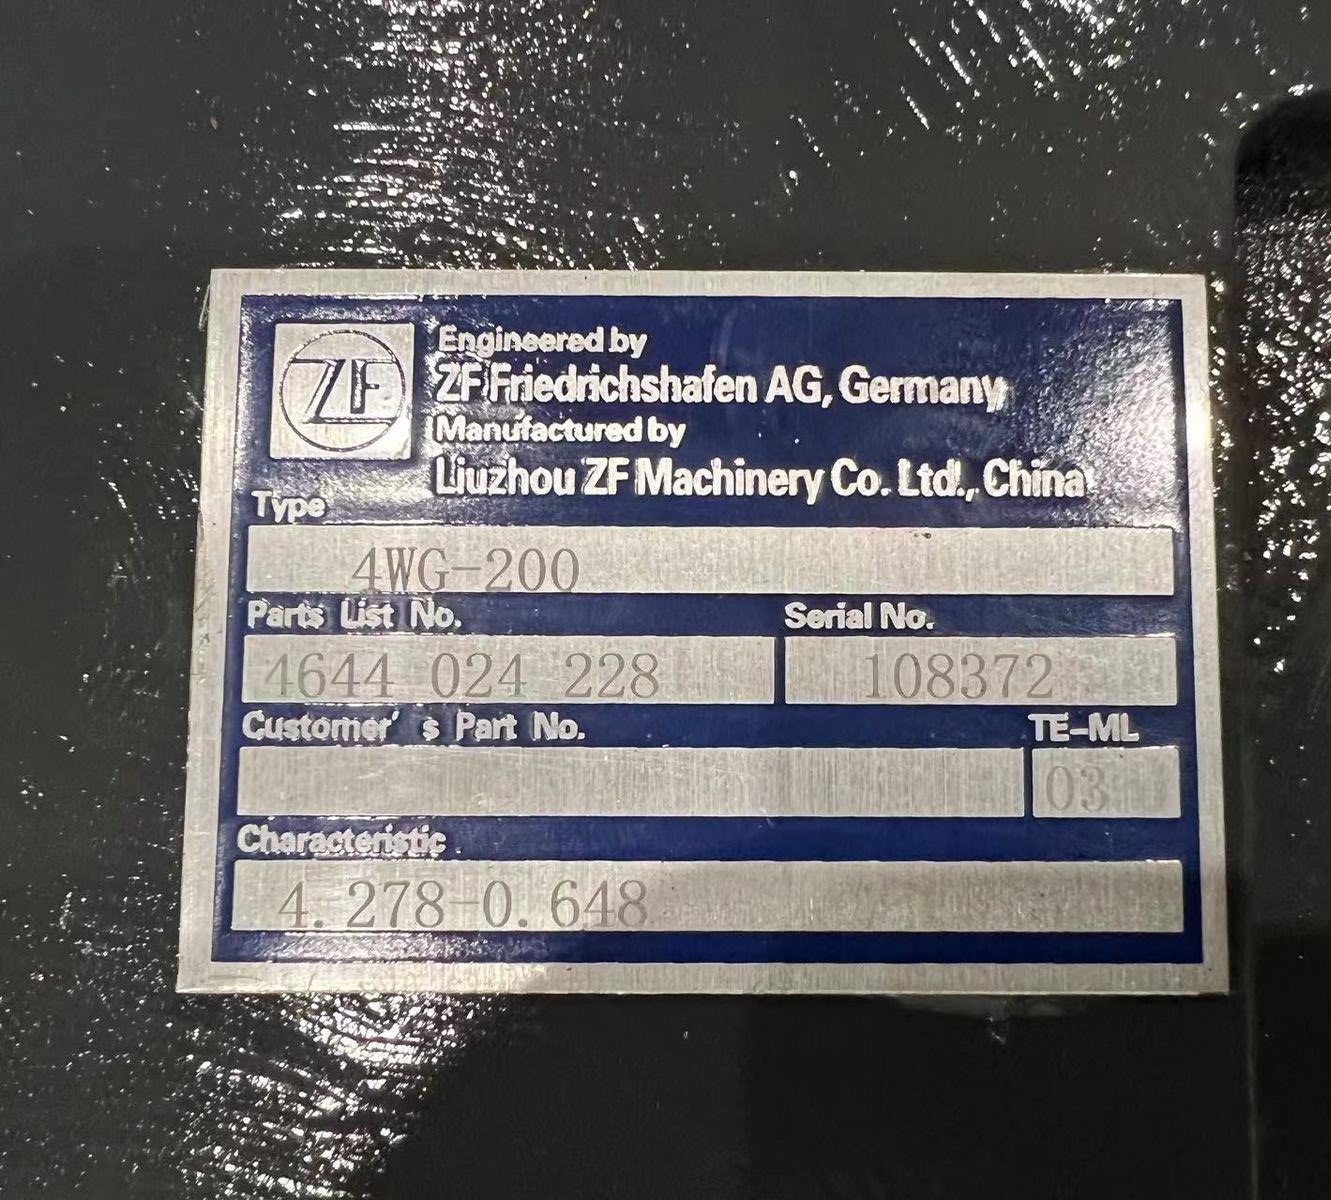 ZF
Engineered by
ZF Friedrichshafen AG, Germany
Manufactured by
Liuzhou ZF Machinery Co. Ltd., China
Type
4WG-200
Parts List No. Serial No.
4644 024 228 108372
Customer's Part No. TE-ML
03
Characteristic
4.278-0.648